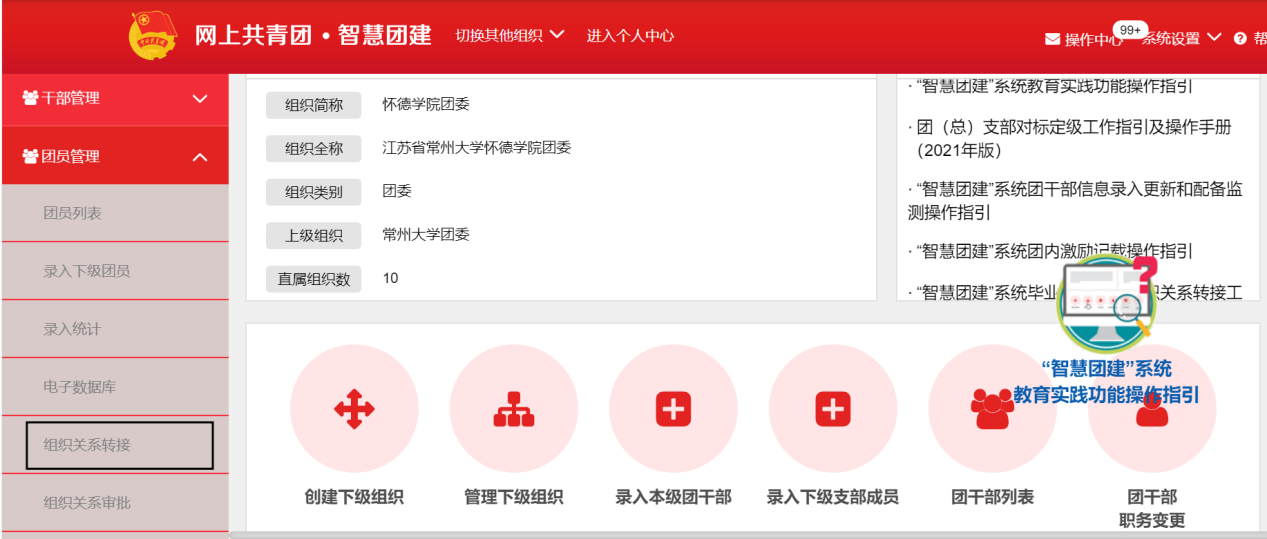 网上共青团·智慧团建
切换其他组织
进入个人中心
操作中心
99+
系统设置
帮
干部管理
团员管理
团员列表
录入下级团员
录入统计
电子数据库
组织关系转接
组织关系审批
组织简称 怀德学院团委
组织全称 江苏省常州大学怀德学院团委
组织类别 团委
上级组织 常州大学团委
直属组织数 10
·“智慧团建”系统教育实践功能操作指引
·团（总）支部对标定级工作指引及操作手册
（2021年版）
·“智慧团建”系统团干部信息录入更新和配备监
测操作指引
·“智慧团建”系统团内激励记载操作指引
·“智慧团建”系统毕业 织关系转接工
“智慧团建”系统
教育实践功能操作指引
创建下级组织
管理下级组织
录入本级团干部
录入下级支部成员
团干部列表
团干部
职务变更